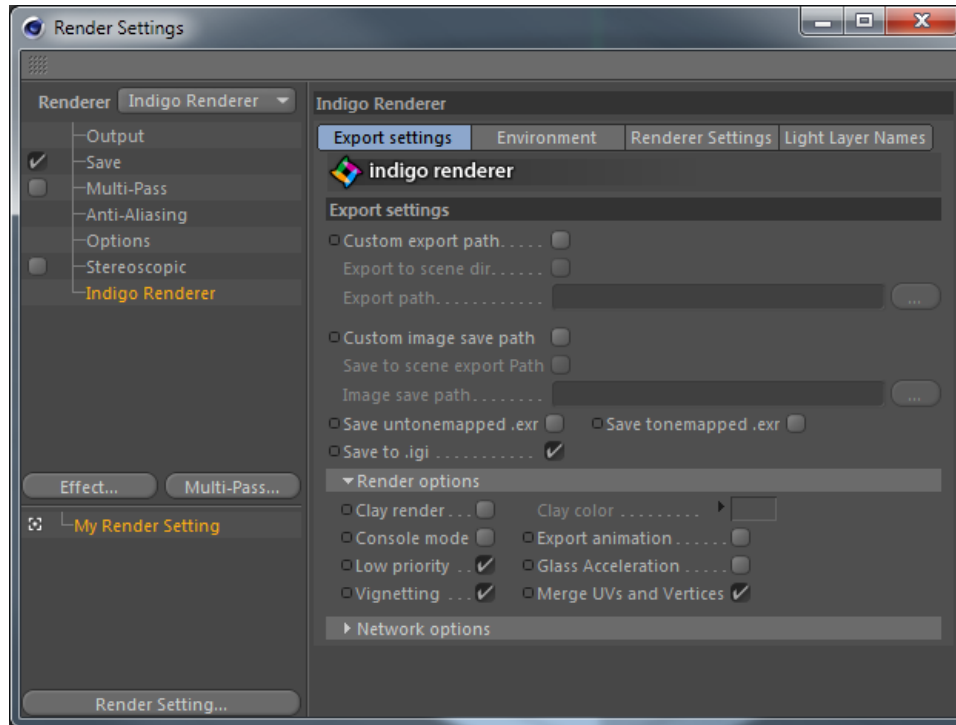 Render Settings
Renderer Indigo Renderer
Output
Save
Multi-Pass
Anti-Aliasing
Options
Stereoscopic
Indigo Renderer
Effect... Multi-Pass...
My Render Setting
Render Setting...
Indigo Renderer
Export settings Environment Renderer Settings Light Layer Names
indigo renderer
Export settings
Custom export path.....
Export to scene dir......
Export path............
...
Custom image save path
Save to scene export Path
Image save path........
...
Save untonemapped .exr Save tonemapped .exr
Save to .igi ...........
Render options
Clay render... Clay color .........
Console mode Export animation......
Low priority .. Glass Acceleration .....
Vignetting ... Merge UVs and Vertices
Network options